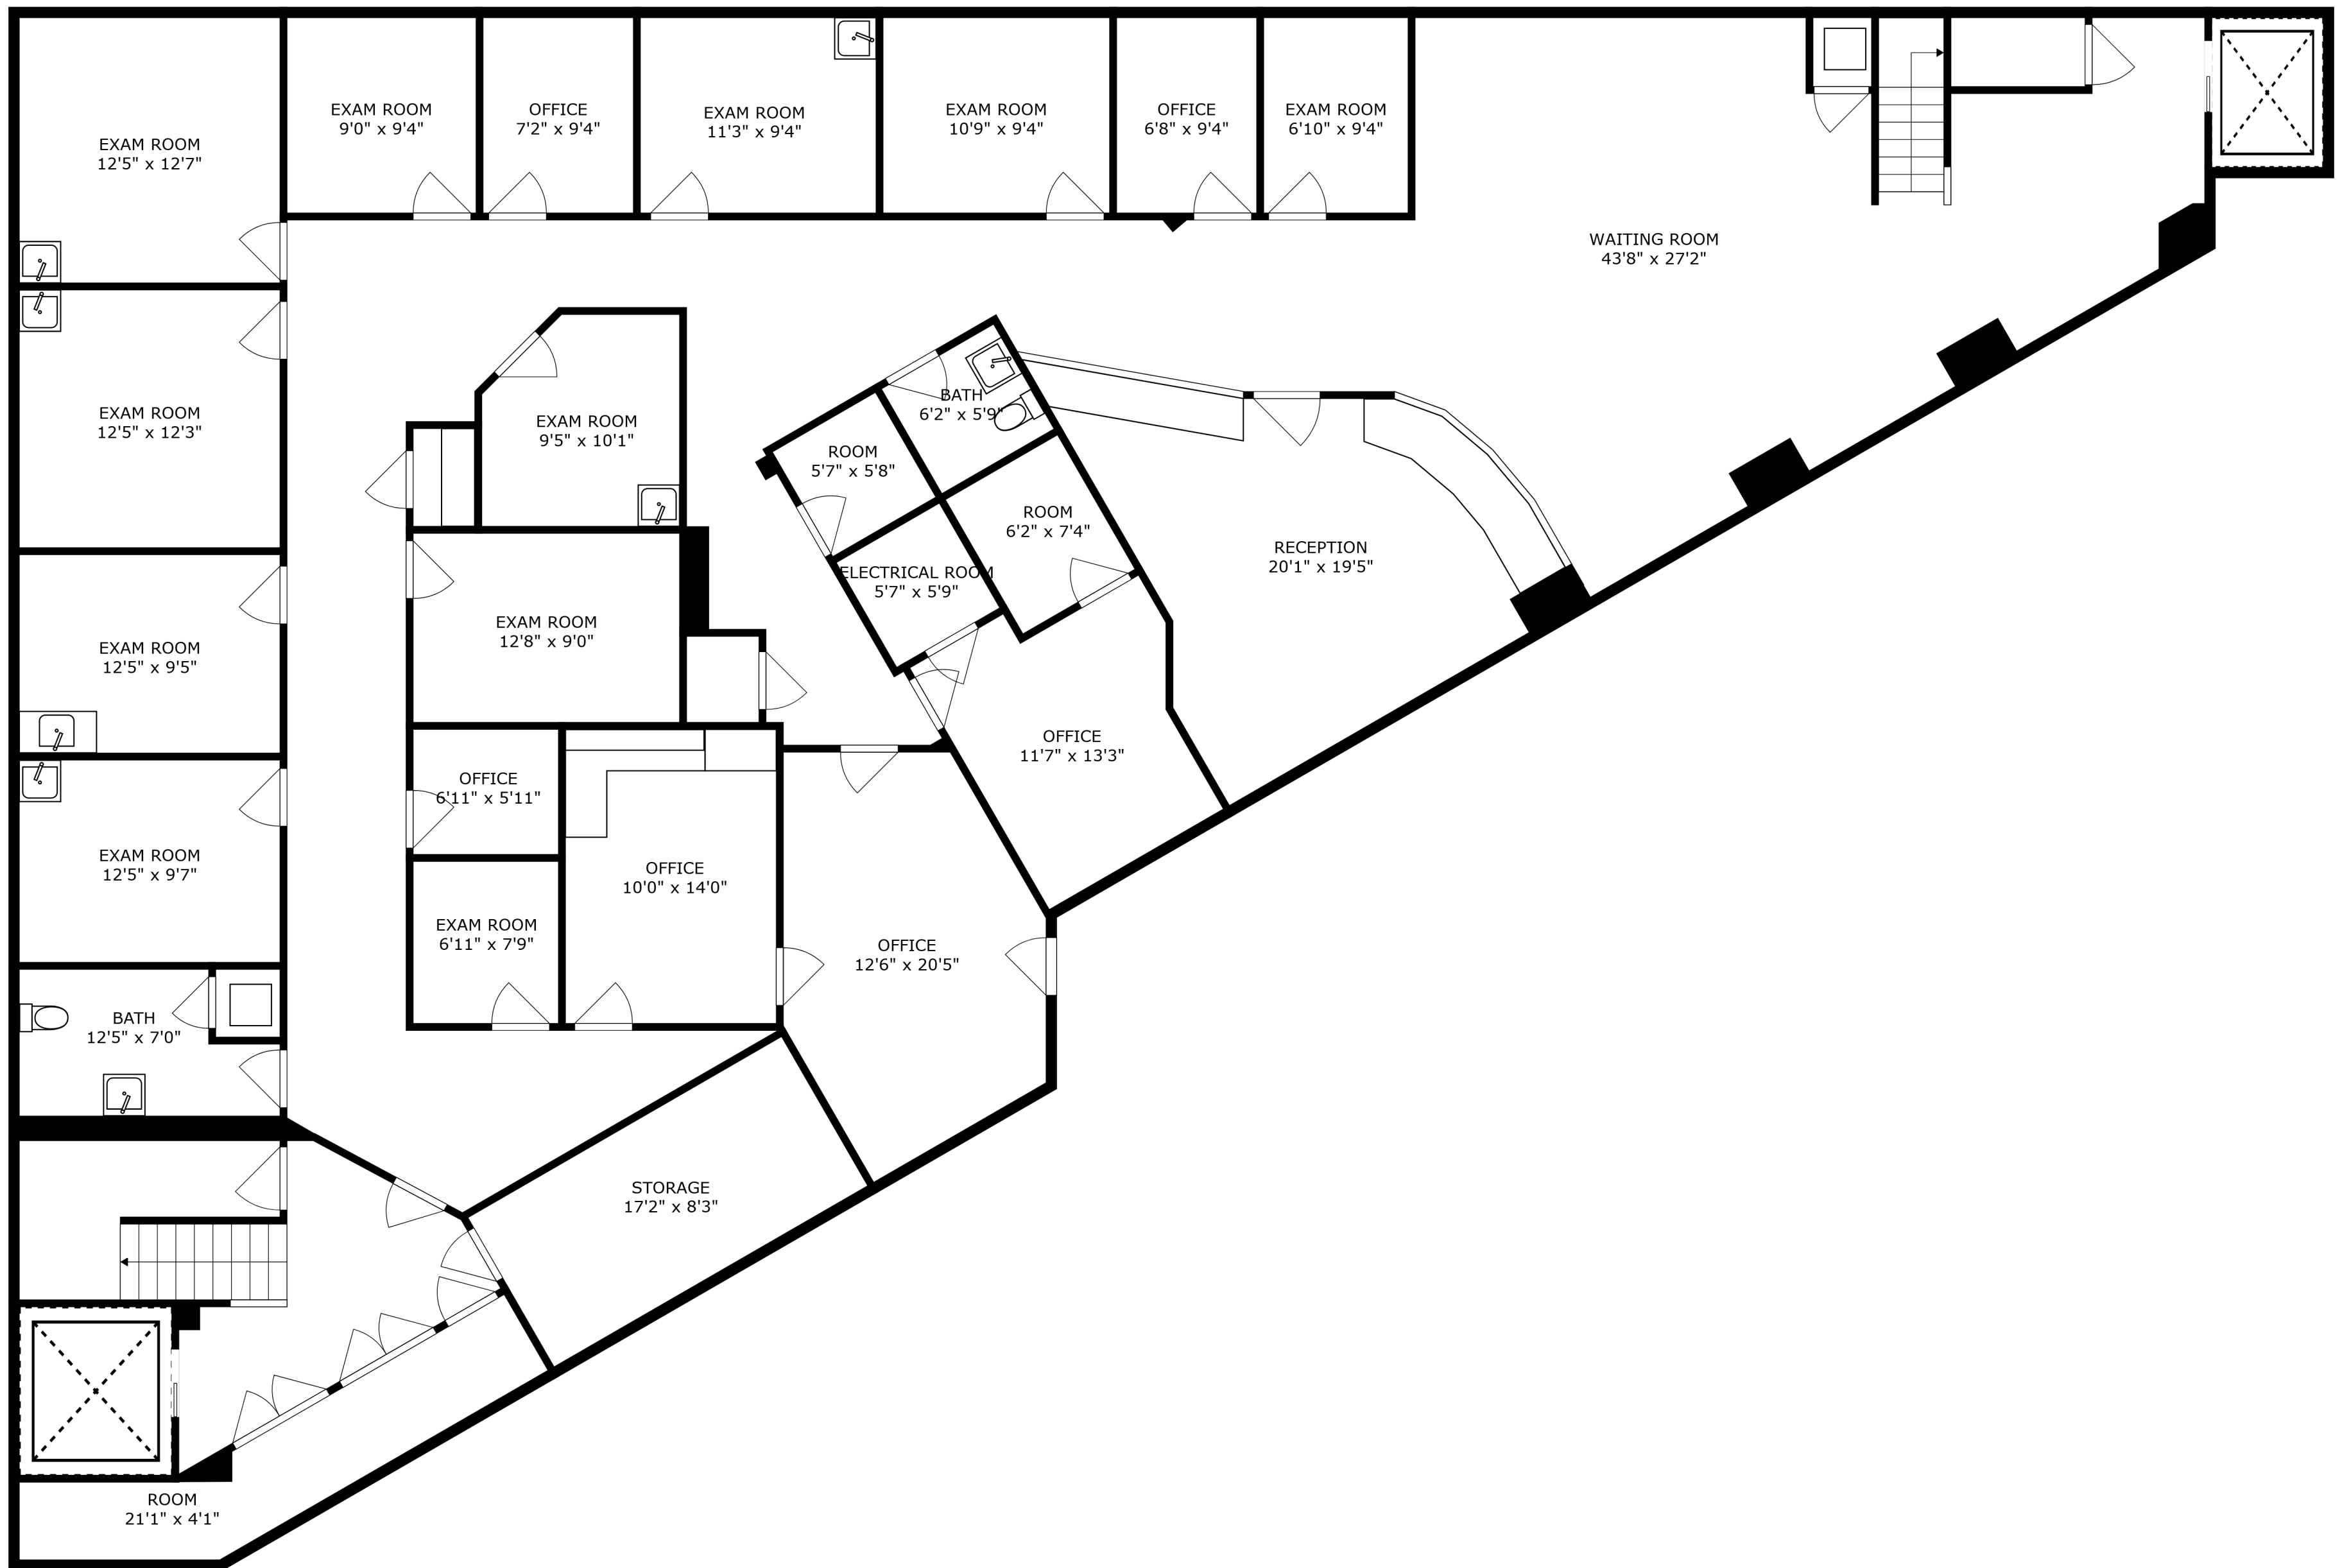 EXAM ROOM
9'0" x 9'4"
OFFICE
7'2" x 9'4"
EXAM ROOM
11'3" x 9'4"
EXAM ROOM
10'9" x 9'4"
OFFICE
6'8" x 9'4"
EXAM ROOM
6'10" x 9'4"
EXAM ROOM
12'5" x 12'7"
WAITING ROOM
43'8" x 27'2"
EXAM ROOM
12'5" x 12'3"
EXAM ROOM
9'5" x 10'1"
BATH
6'2" x 5'9"
ROOM
5'7" x 5'8"
ROOM
6'2" x 7'4"
RECEPTION
20'1" x 19'5"
ELECTRICAL ROOM
5'7" x 5'9"
EXAM ROOM
12'8" x 9'0"
EXAM ROOM
12'5" x 9'5"
OFFICE
11'7" x 13'3"
OFFICE
6'11" x 5'11"
EXAM ROOM
12'5" x 9'7"
OFFICE
10'0" x 14'0"
EXAM ROOM
6'11" x 7'9"
OFFICE
12'6" x 20'5"
BATH
12'5" x 7'0"
STORAGE
17'2" x 8'3"
ROOM
21'1" x 4'1"